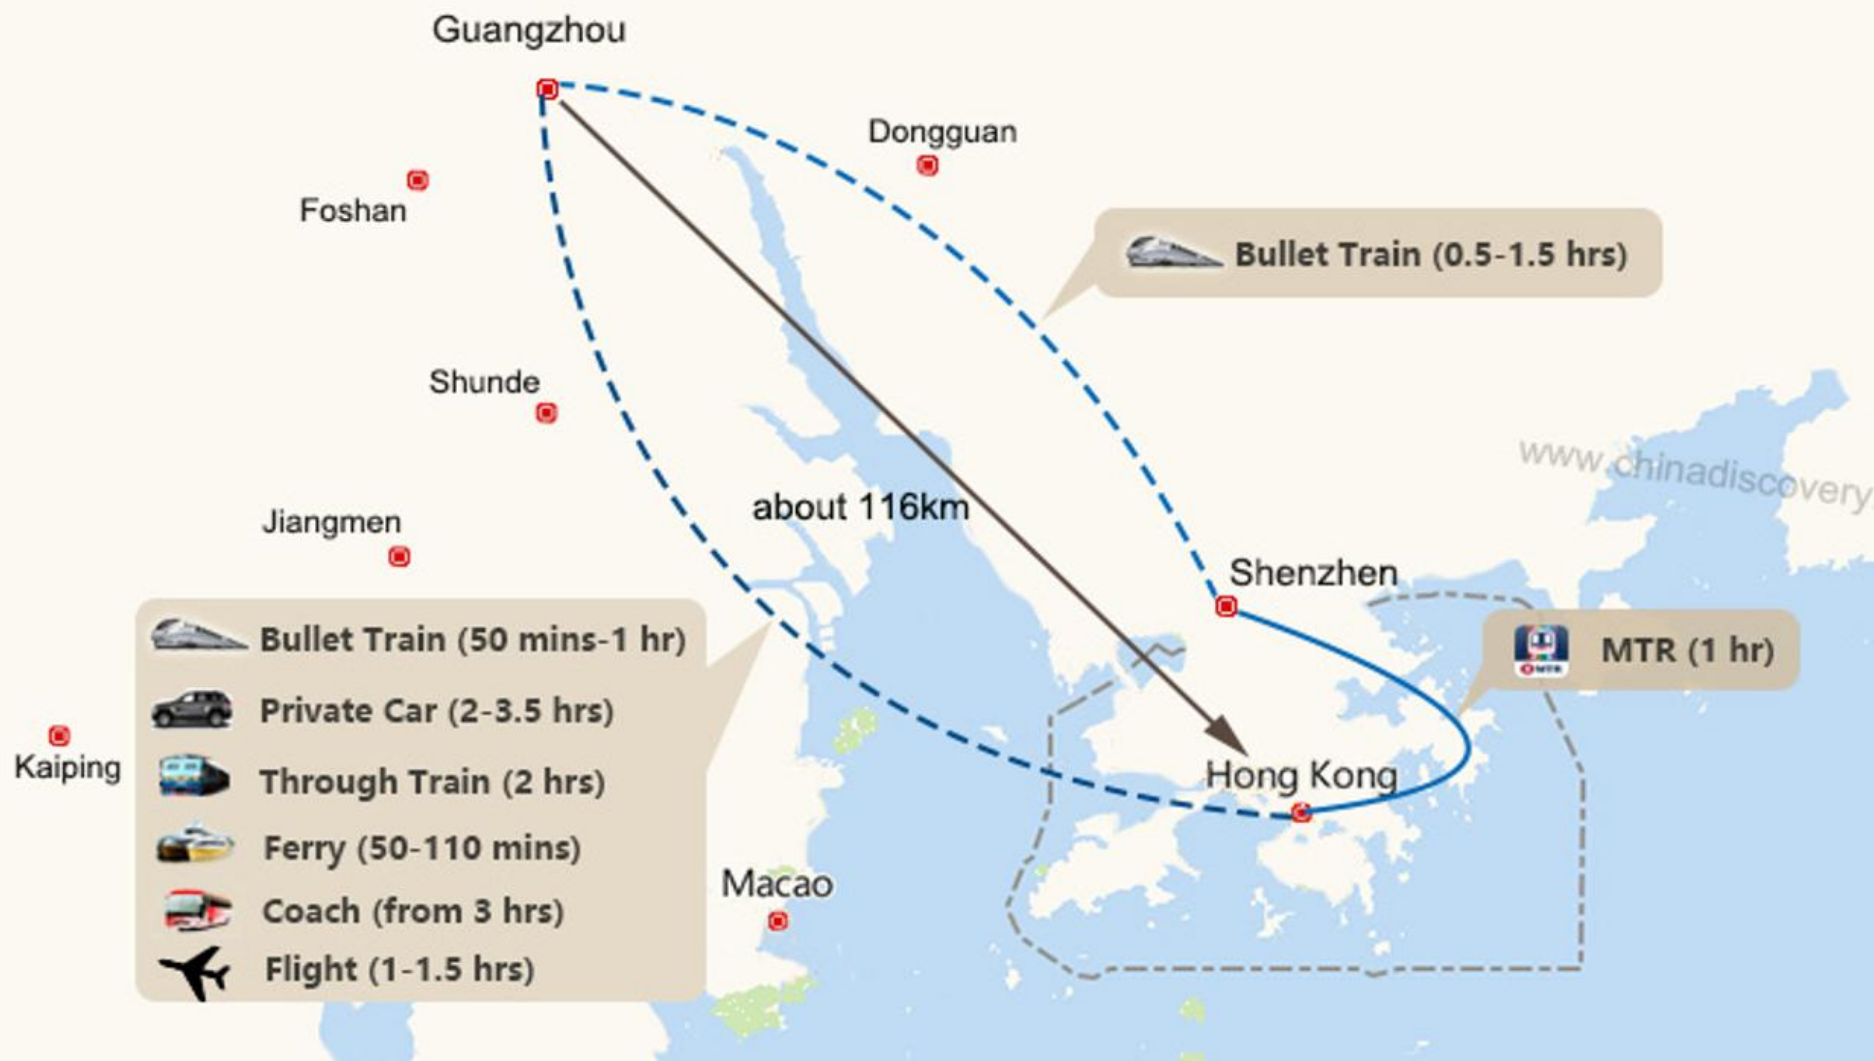 Guangzhou
Dongguan
Foshan
Bullet Train (0.5-1.5 hrs)
Shunde
www.chinadiscovery
about 116km
Jiangmen
Shenzhen
Bullet Train (50 mins-1 hr)
MTR
MTR (1 hr)
Private Car (2-3.5 hrs)
Kaiping
Through Train (2 hrs)
Hong Kong
Ferry (50-110 mins)
Macao
Coach (from 3 hrs)
Flight (1-1.5 hrs)